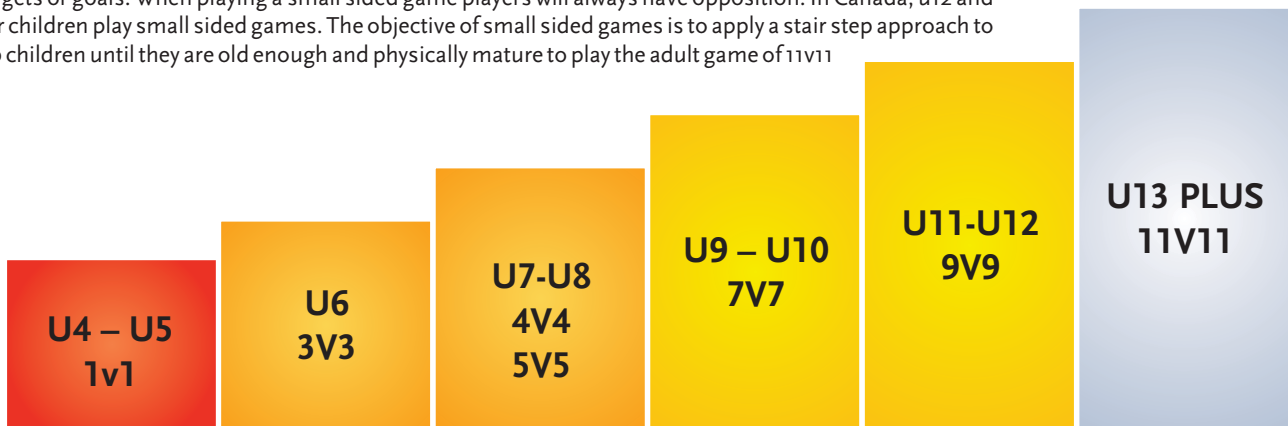 gets or goals. When playing a small sided game players will always have opposition. In Canada, u12 and
r children play small sided games. The objective of small sided games is to apply a stair step approach to
children until they are old enough and physically mature to play the adult game of 11v11
U4 – U5
1v1
U6
3V3
U7-U8
4V4
5V5
U9 – U10
7V7
U11-U12
9V9
U13 PLUS
11V11